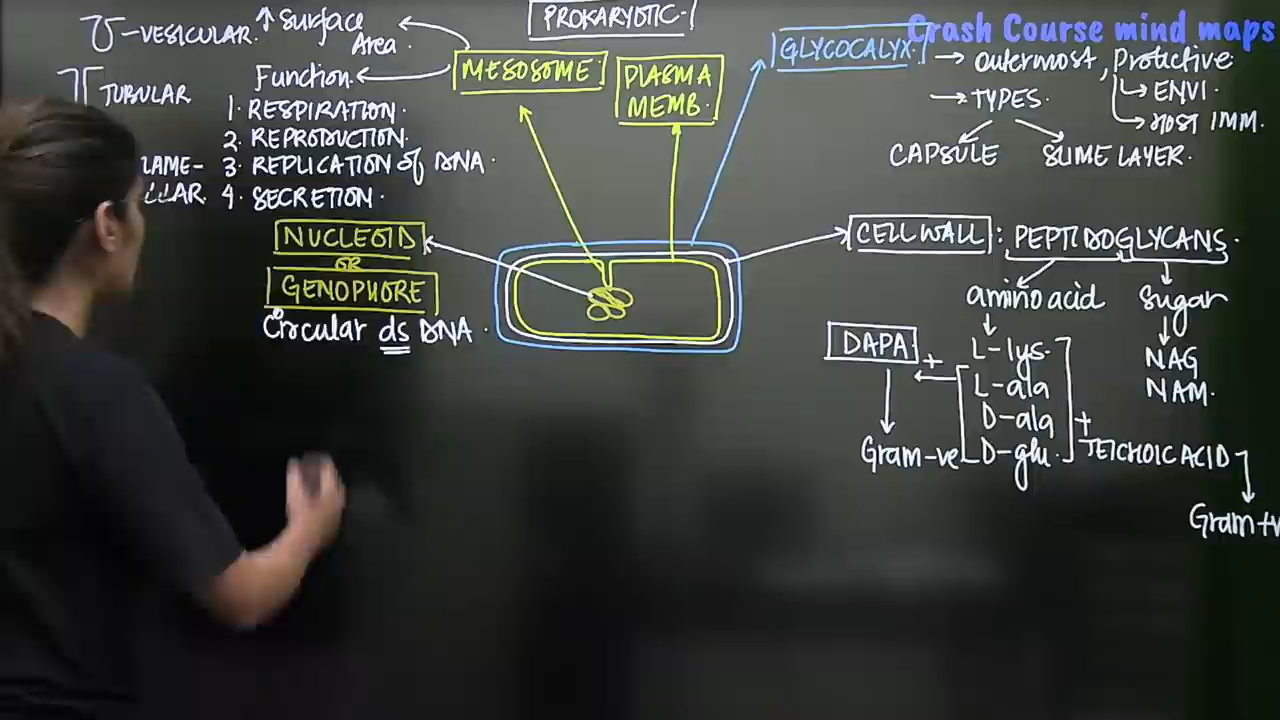 PROKARYOTIC
Crash Course mind maps
VESICULAR
↑ Surface
Area
TUBULAR
LAME-
LLAR
MESOSOME
Function
1. RESPIRATION
2. REPRODUCTION
3. REPLICATION of DNA
4. SECRETION
PLASMA
MEMB
GLYCOCALYX
→ outermost, Protective
→ ENVI
→ HOST IMM.
→ TYPES
CAPSULE
SLIME LAYER
NUCLEOID
OR
GENOPHORE
Circular ds DNA
CELL WALL : PEPTIDOGLYCANS
amino acid
sugar
NAG
NAM
L-lys
L-ala
D-ala
D-glu
DAPA
+
Gram-ve
+
TEICHOIC ACID
Gram+v